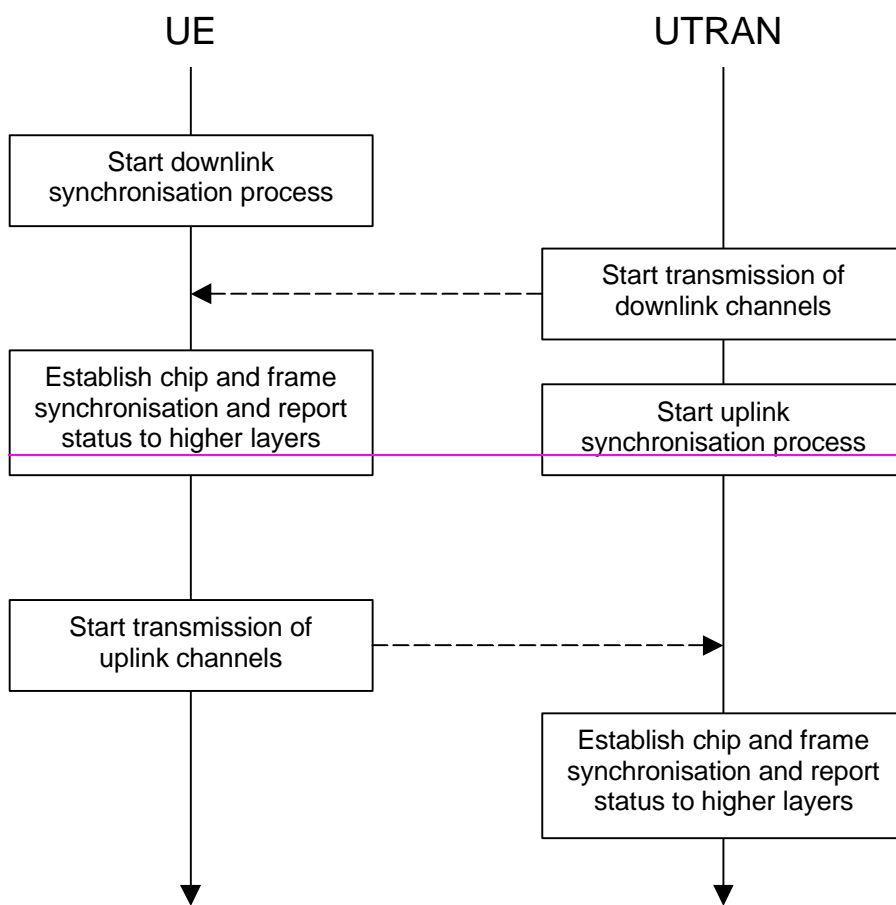 UE
UTRAN
Start downlink
synchronisation process
Start transmission of
downlink channels
Establish chip and frame
synchronisation and report
status to higher layers
Start uplink
synchronisation process
Start transmission of
uplink channels
Establish chip and frame
synchronisation and report
status to higher layers